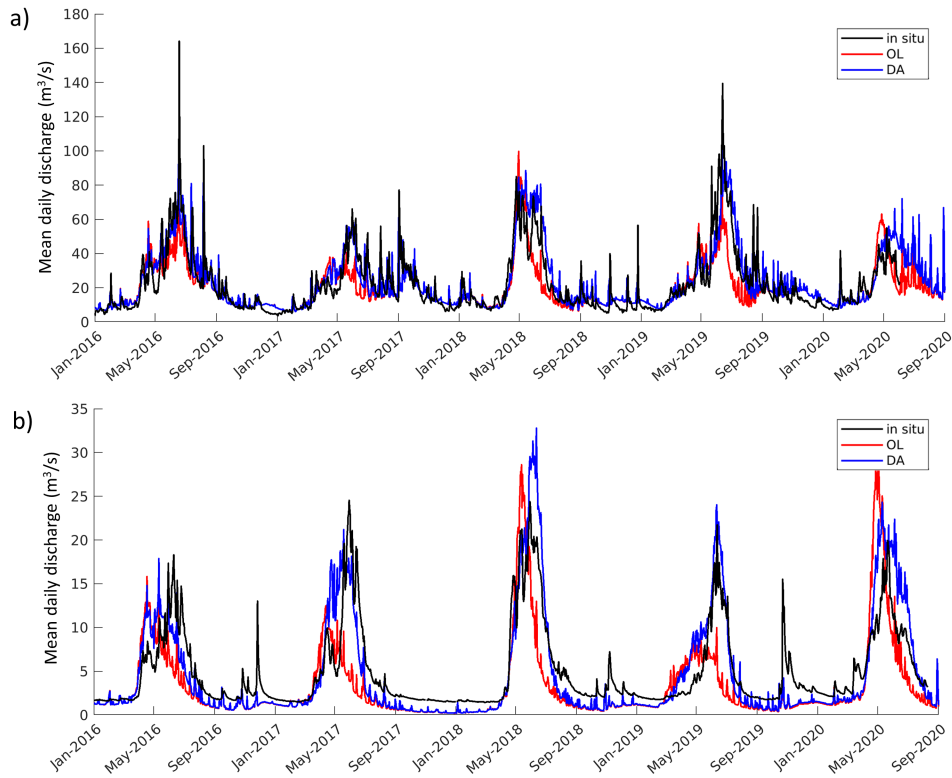 a)
Mean daily discharge (m³/s)
180
160
140
120
100
80
60
40
20
0
in situ
OL
DA
Jan-2016
May-2016
Sep-2016
Jan-2017
May-2017
Sep-2017
Jan-2018
May-2018
Sep-2018
Jan-2019
May-2019
Sep-2019
Jan-2020
May-2020
Sep-2020
b)
Mean daily discharge (m³/s)
35
30
25
20
15
10
5
0
in situ
OL
DA
Jan-2016
May-2016
Sep-2016
Jan-2017
May-2017
Sep-2017
Jan-2018
May-2018
Sep-2018
Jan-2019
May-2019
Sep-2019
Jan-2020
May-2020
Sep-2020